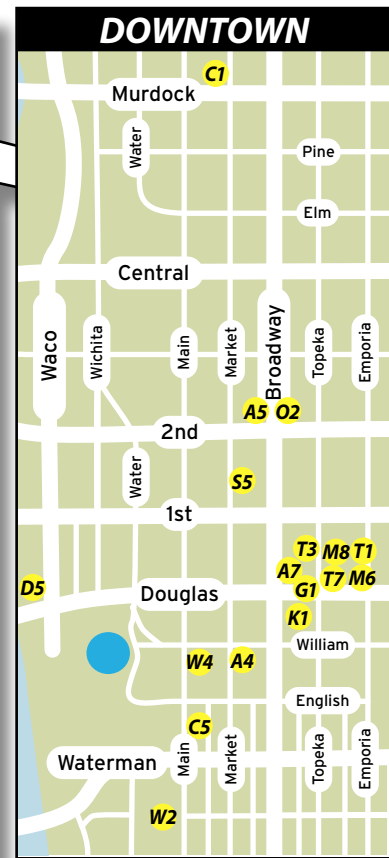 DOWNTOWN
C1
Murdock
Water
Pine
Elm
Central
Waco
Wichita
Main
Market
Broadway
Topeka
Emporia
A5 O2
2nd
Water
S5
1st
T3 M8 T1
A7 T7 M6
D5
G1
Douglas
K1
William
W4 A4
English
C5
Waterman
Main
Market
Topeka
Emporia
W2